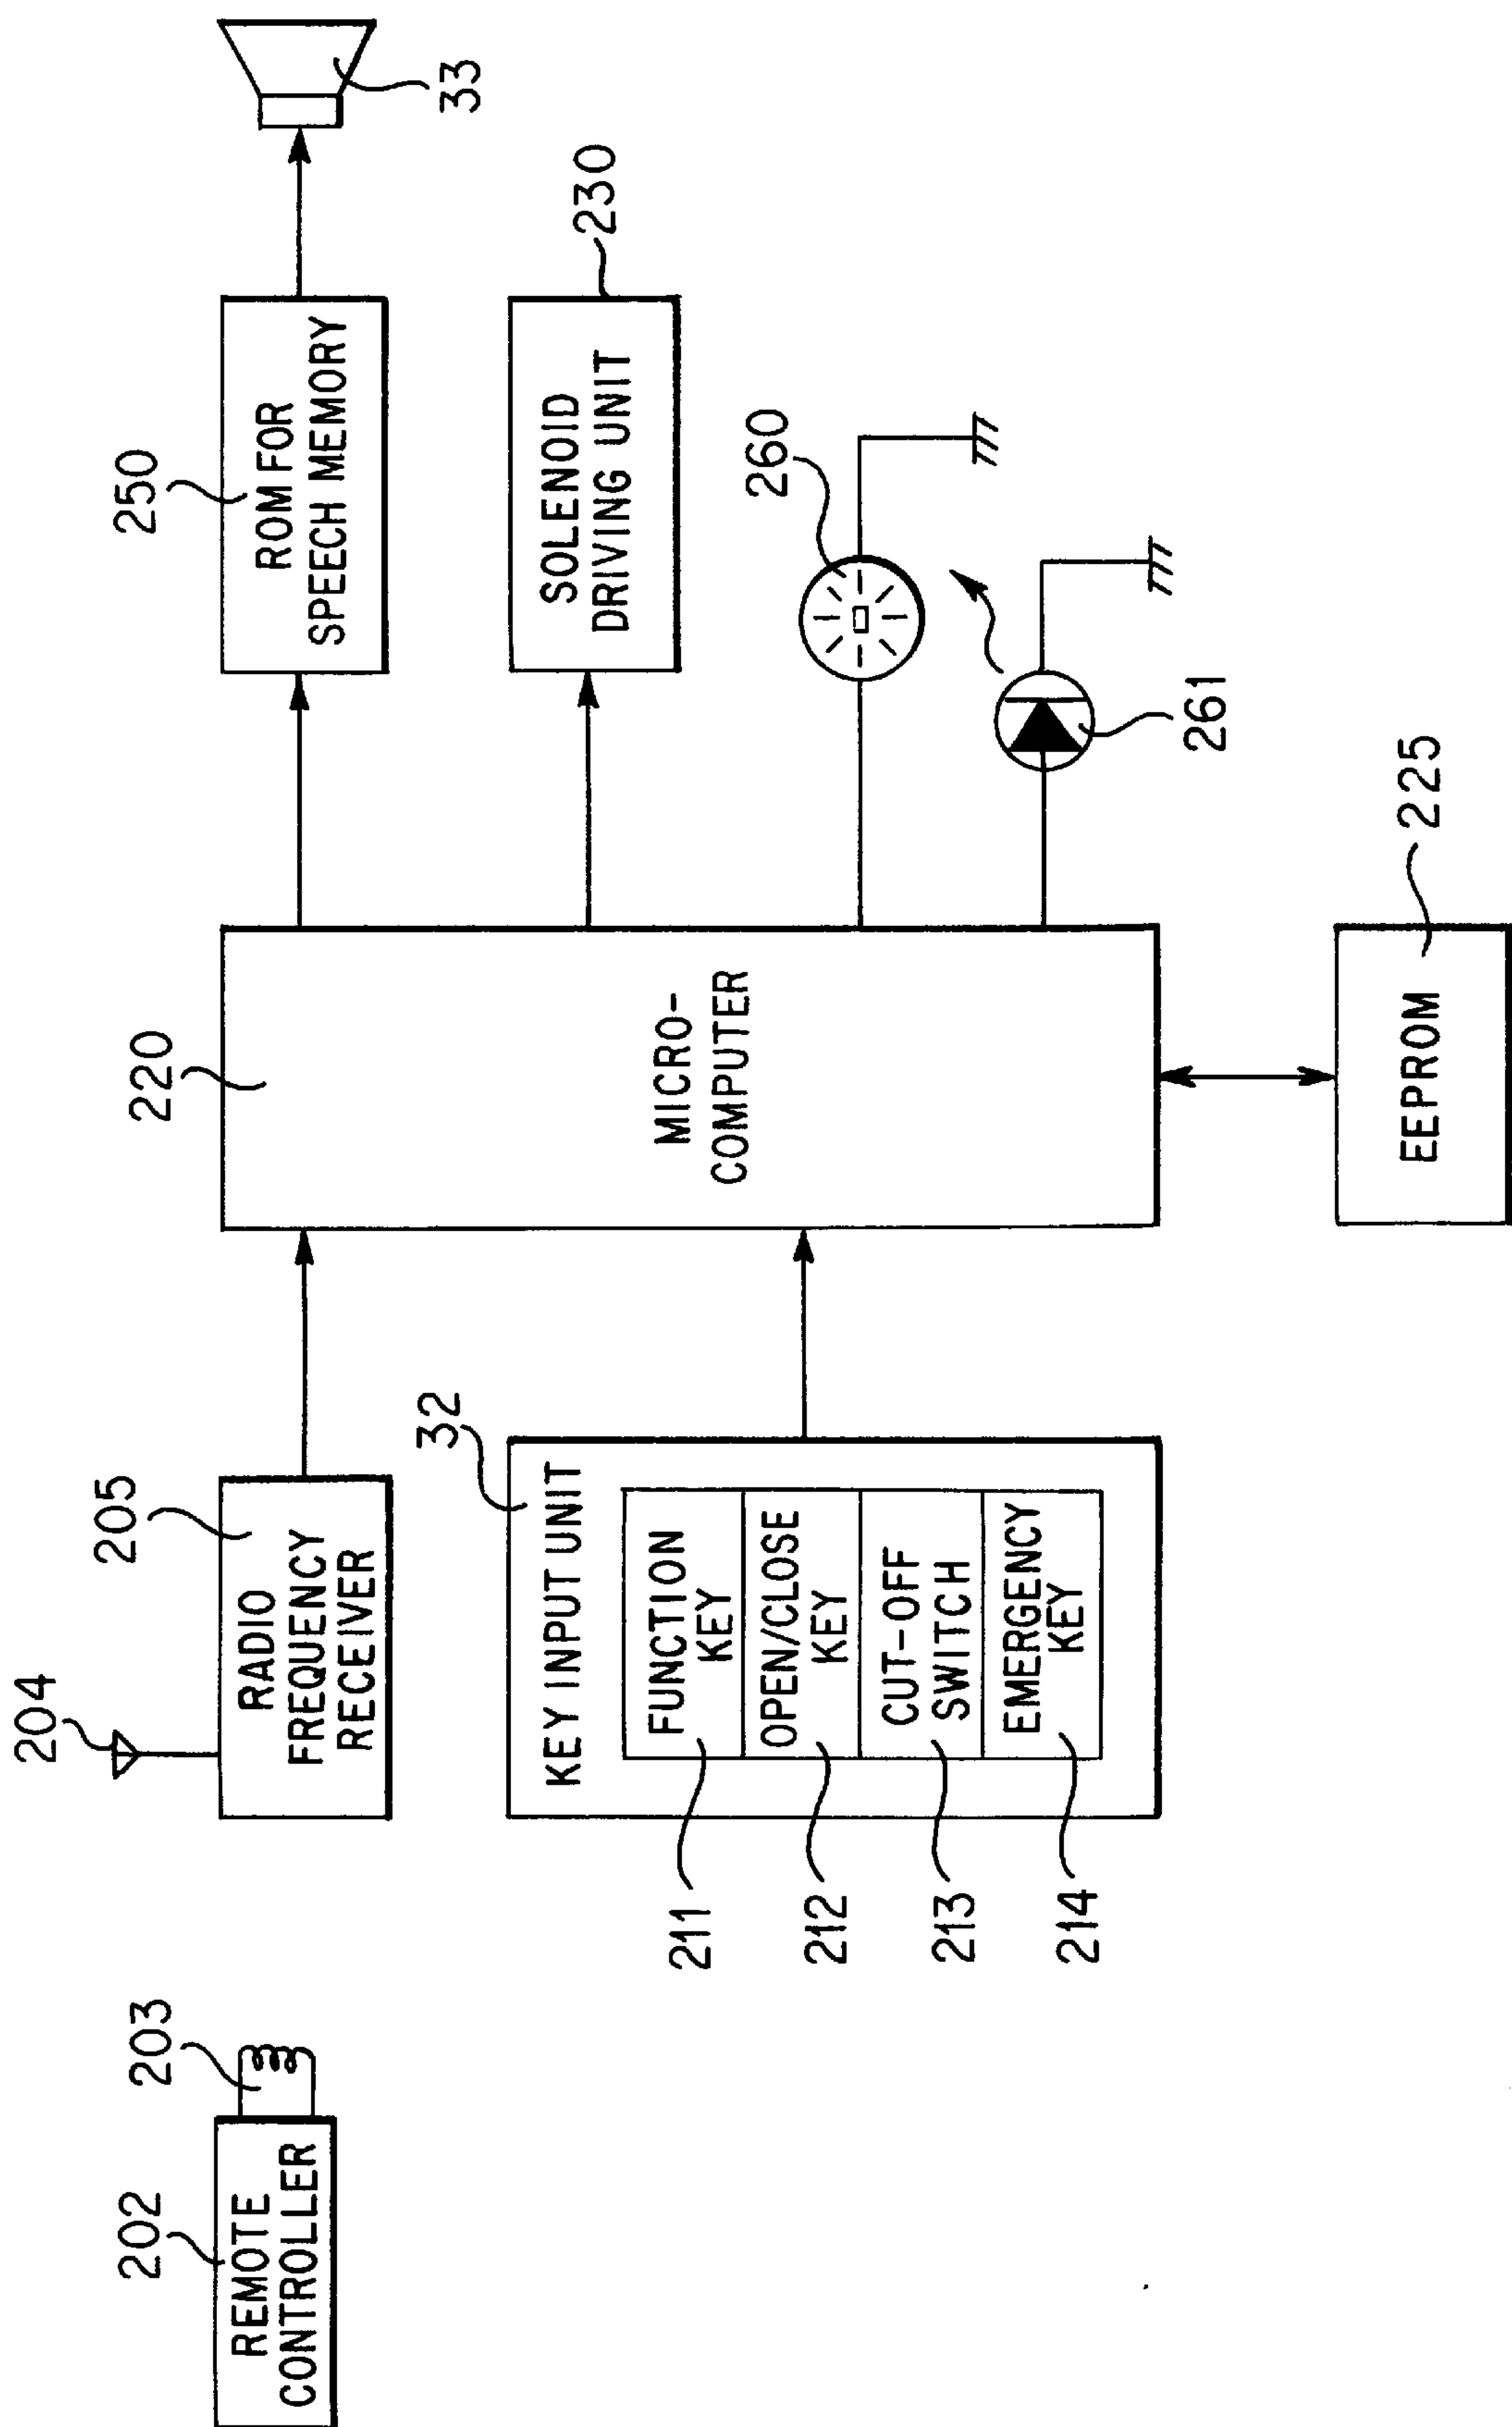 202
REMOTE
CONTROLLER
203
204
205
RADIO
FREQUENCY
RECEIVER
32
KEY INPUT UNIT
FUNCTION
KEY
OPEN/CLOSE
KEY
CUT-OFF
SWITCH
EMERGENCY
KEY
211
212
213
214
220
MICRO-
COMPUTER
EEPROM
225
250
ROM FOR
SPEECH MEMORY
33
SOLENOID
DRIVING UNIT
230
260
261